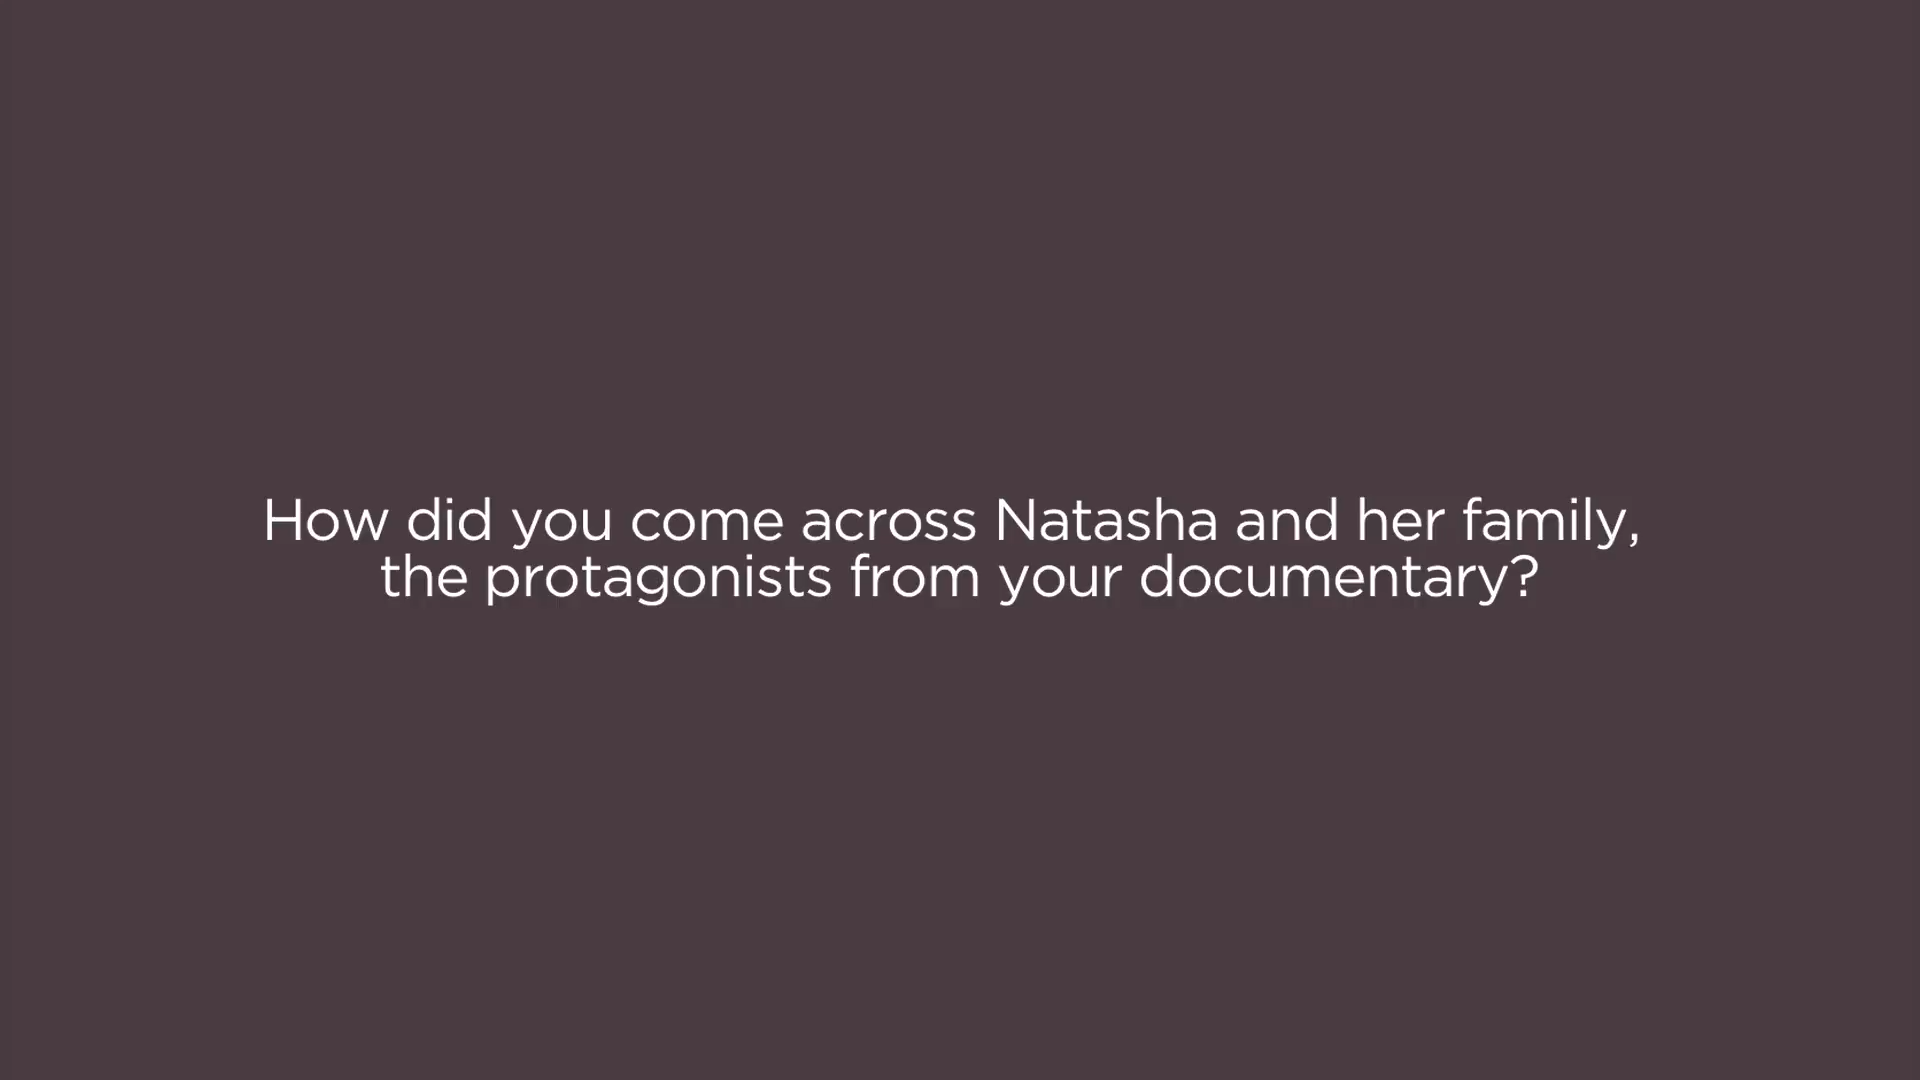 How did you come across Natasha and her family,
the protagonists from your documentary?